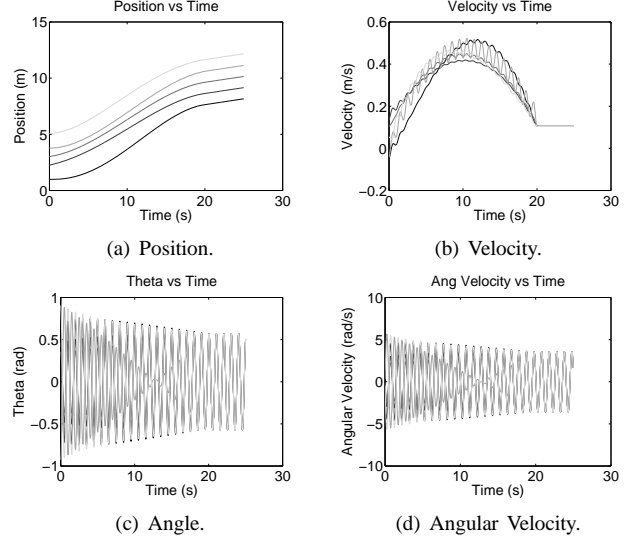 Position vs Time
Position (m)
15
10
5
0
0 10 20 30
Time (s)
(a) Position.
Velocity vs Time
Velocity (m/s)
0.6
0.4
0.2
0
−0.2
0 10 20 30
Time (s)
(b) Velocity.
Theta vs Time
Theta (rad)
1
0.5
0
−0.5
−1
0 10 20 30
Time (s)
(c) Angle.
Ang Velocity vs Time
Angular Velocity (rad/s)
10
5
0
−5
−10
0 10 20 30
Time (s)
(d) Angular Velocity.